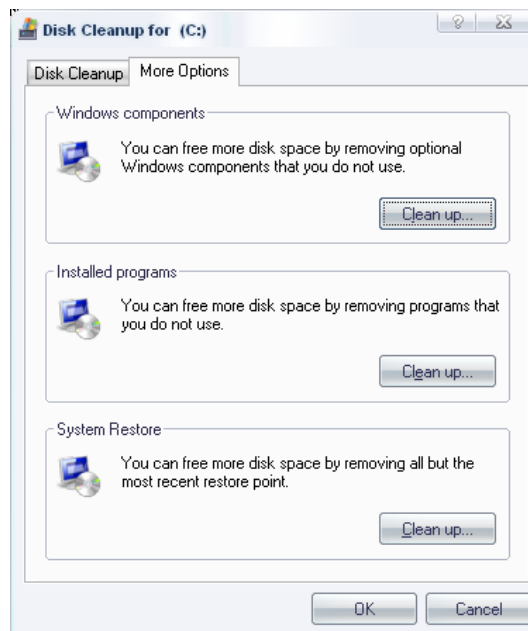 Disk Cleanup for (C:)
Disk Cleanup
More Options
Windows components
You can free more disk space by removing optional
Windows components that you do not use.
Clean up...
Installed programs
You can free more disk space by removing programs that
you do not use.
Clean up...
System Restore
You can free more disk space by removing all but the
most recent restore point.
Clean up...
OK
Cancel